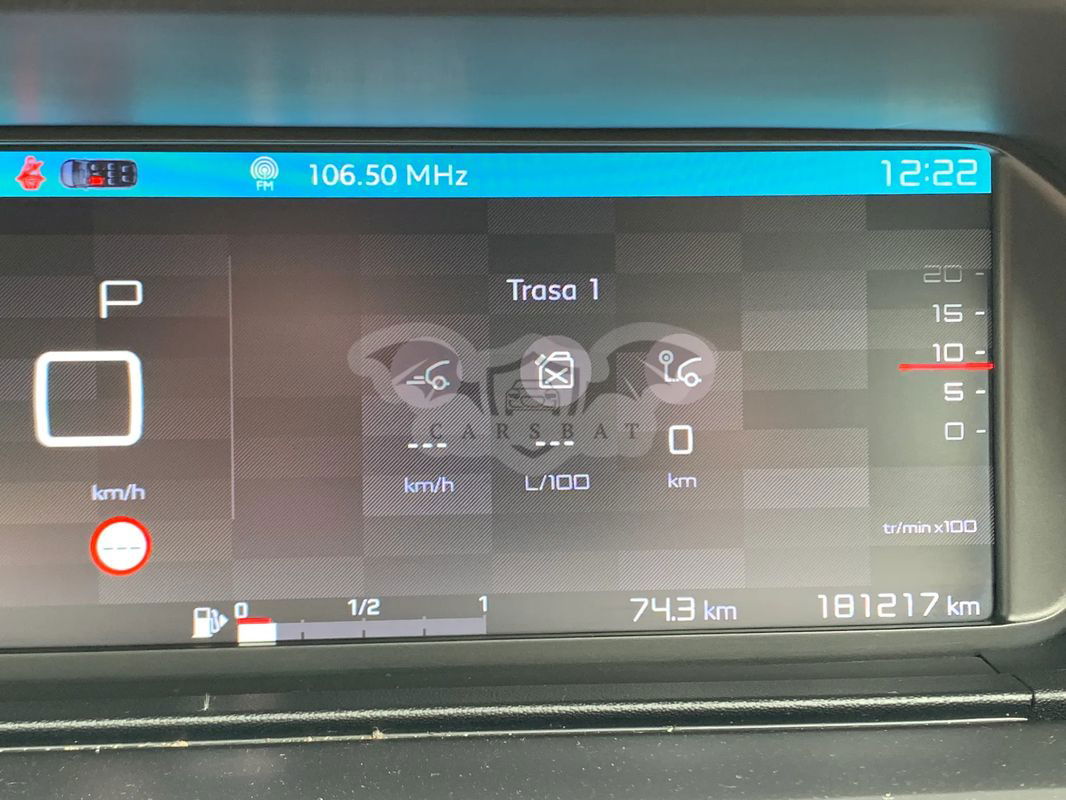 FM 106.50 MHz 12:22
P
Trasa 1
20
15
10
5
0
CARSBAT
--- --- 0
km/h km/h L/100 km
---
tr/min x100
0 1/2 1
74.3 km 181217 km